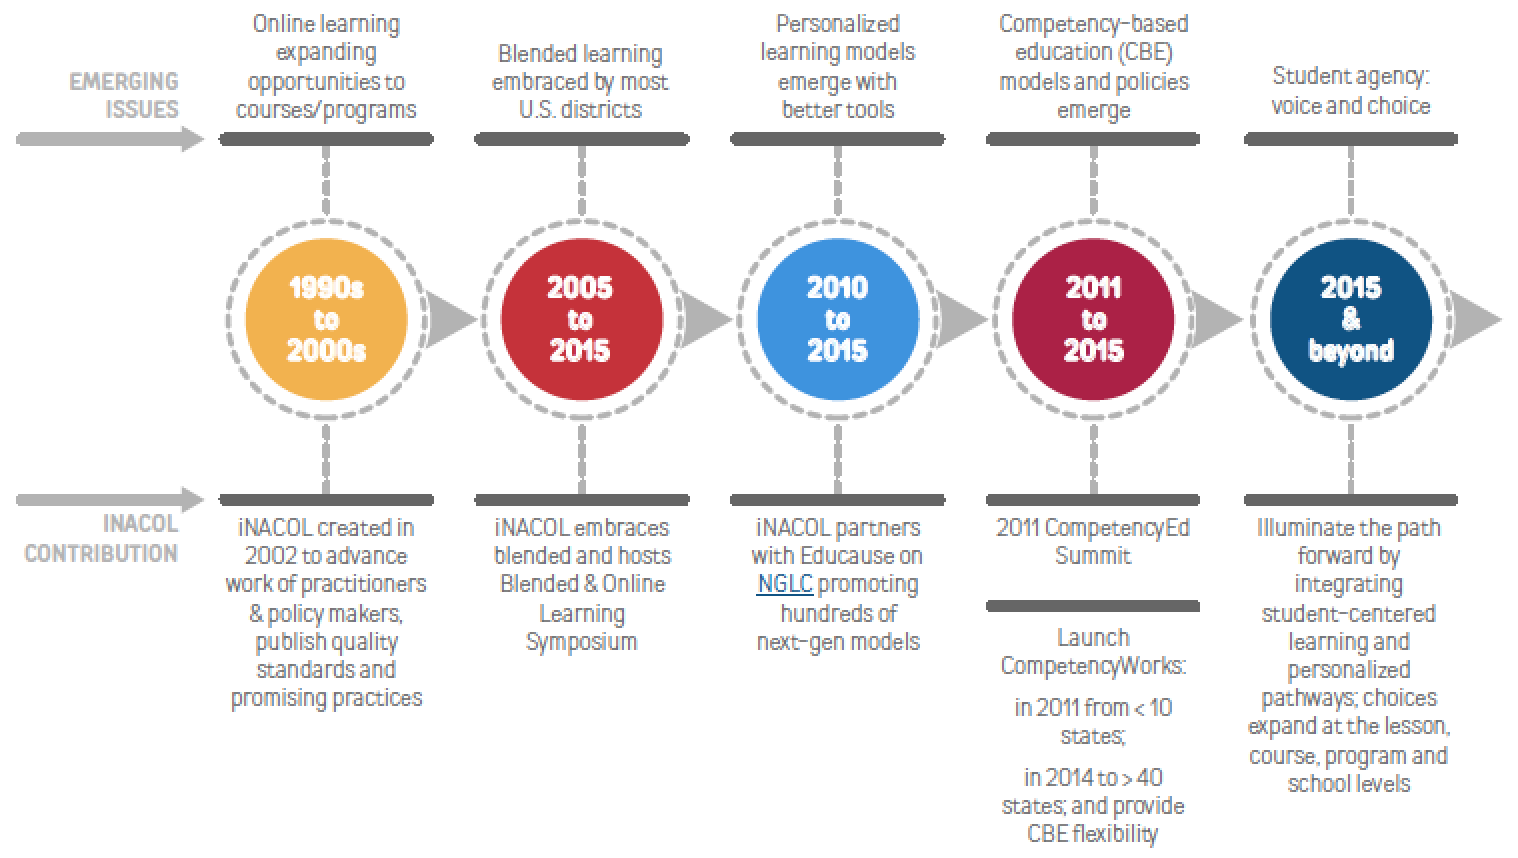 EMERGING
ISSUES
Online learning
expanding
opportunities to
courses/programs
Blended learning
embraced by most
U.S. districts
Personalized
learning models
emerge with
better tools
Competency-based
education (CBE)
models and policies
emerge
Student agency:
voice and choice
1990s
to
2000s
2005
to
2015
2010
to
2015
2011
to
2015
2015
&
beyond
INACOL
CONTRIBUTION
iNACOL created in
2002 to advance
work of practitioners
& policy makers,
publish quality
standards and
promising practices
iNACOL embraces
blended and hosts
Blended & Online
Learning
Symposium
iNACOL partners
with Educause on
NGLC promoting
hundreds of
next-gen models
2011 CompetencyEd
Summit
Launch
CompetencyWorks:
in 2011 from < 10
states;
in 2014 to > 40
states; and provide
CBE flexibility
Illuminate the path
forward by
integrating
student-centered
learning and
personalized
pathways; choices
expand at the lesson,
course, program and
school levels